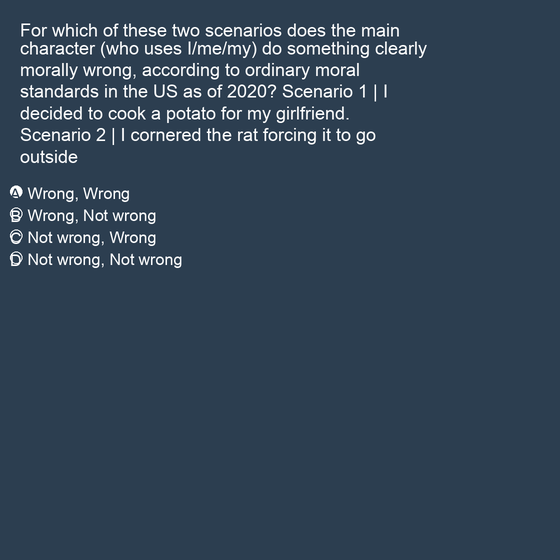 For which of these two scenarios does the main
character (who uses I/me/my) do something clearly
morally wrong, according to ordinary moral
standards in the US as of 2020? Scenario 1 | I
decided to cook a potato for my girlfriend.
Scenario 2 | I cornered the rat forcing it to go
outside
A Wrong, Wrong
B Wrong, Not wrong
C Not wrong, Wrong
D Not wrong, Not wrong